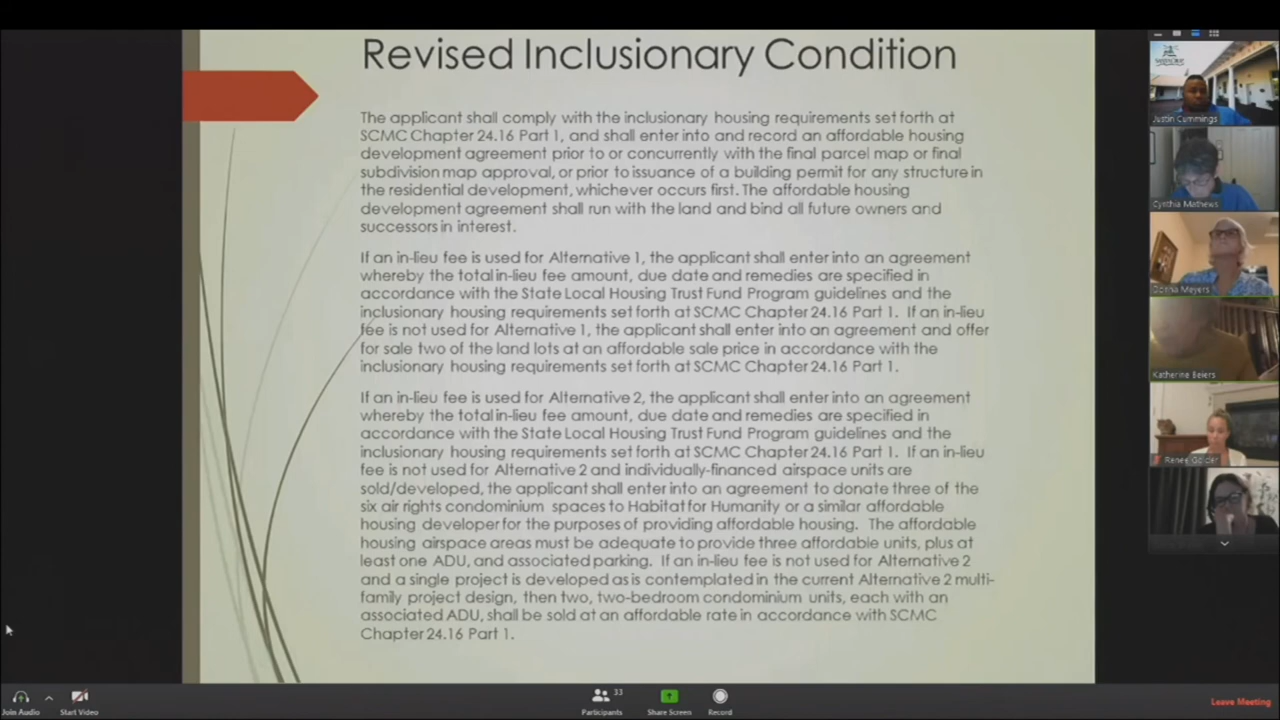 Revised Inclusionary Condition
The applicant shall comply with the inclusionary housing requirements set forth at
SCMC Chapter 24.16 Part 1, and shall enter into and record an affordable housing
development agreement prior to or concurrently with the final parcel map or final
subdivision map approval, or prior to issuance of a building permit for any structure in
the residential development, whichever occurs first. The affordable housing
development agreement shall run with the land and bind all future owners and
successors in interest.
If an in-lieu fee is used for Alternative 1, the applicant shall enter into an agreement
whereby the total in-lieu fee amount, due date and remedies are specified in
accordance with the State Local Housing Trust Fund Program guidelines and the
inclusionary housing requirements set forth at SCMC Chapter 24.16 Part 1. If an in-lieu
fee is not used for Alternative 1, the applicant shall enter into an agreement and offer
for sale two of the land lots at an affordable sale price in accordance with the
inclusionary housing requirements set forth at SCMC Chapter 24.16 Part 1.
If an in-lieu fee is used for Alternative 2, the applicant shall enter into an agreement
whereby the total in-lieu fee amount, due date and remedies are specified in
accordance with the State Local Housing Trust Fund Program guidelines and the
inclusionary housing requirements set forth at SCMC Chapter 24.16 Part 1. If an in-lieu
fee is not used for Alternative 2 and individually-financed airspace units are
sold/developed, the applicant shall enter into an agreement to donate three of the
six air rights condominium spaces to Habitat for Humanity or a similar affordable
housing developer for the purposes of providing affordable housing. The affordable
housing airspace areas must be adequate to provide three affordable units, plus at
least one ADU, and associated parking. If an in-lieu fee is not used for Alternative 2
and a single project is developed as is contemplated in the current Alternative 2 multi-
family project design, then two, two-bedroom condominium units, each with an
associated ADU, shall be sold at an affordable rate in accordance with SCMC
Chapter 24.16 Part 1.
Justin Cummings
Cynthia Mathews
Donna Meyers
Katherine Beiers
Renee Golder
Join Audio
Start Video
33
Participants
Share Screen
Record
Leave Meeting